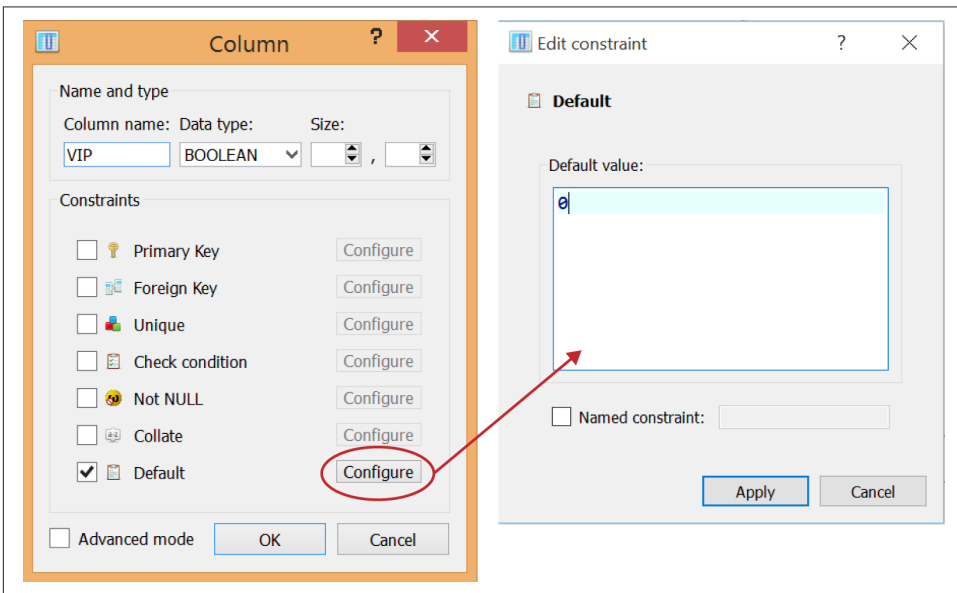 Column ?
Name and type
Column name: Data type: Size:
VIP BOOLEAN ,
Constraints
Primary Key Configure
Foreign Key Configure
Unique Configure
Check condition Configure
Not NULL Configure
Collate Configure
Default Configure
Advanced mode OK Cancel
Edit constraint ?
Default
Default value:
0
Named constraint:
Apply Cancel